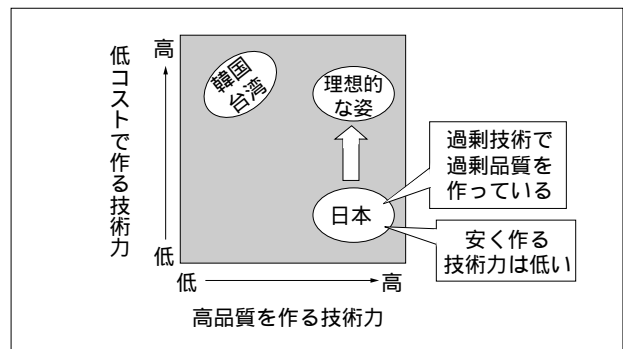 低コストで作る技術力
高
低
韓国
台湾
理想的
な姿
日本
過剰技術で
過剰品質を
作っている
安く作る
技術力は低い
低
高
高品質を作る技術力